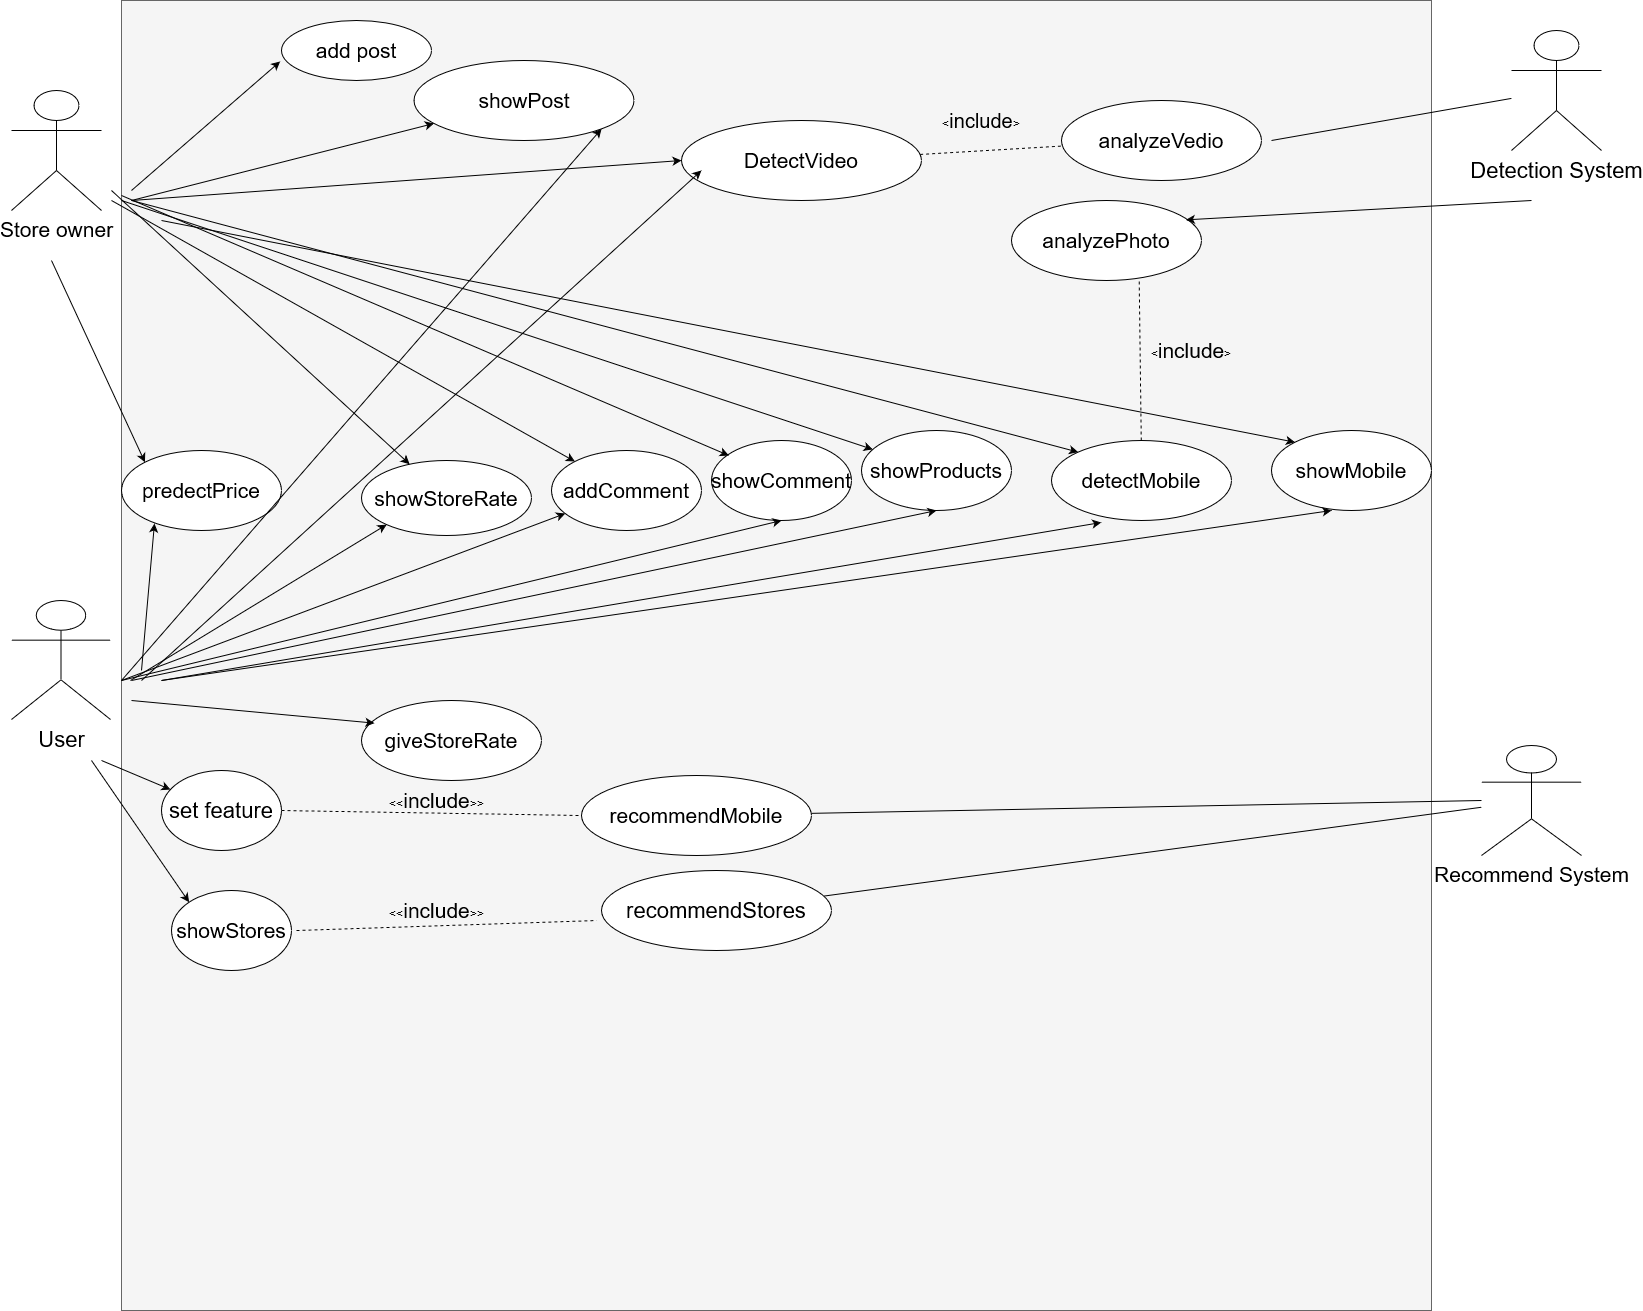 add post
showPost
<include>
analyzeVedio
DetectVideo
Detection System
Store owner
analyzePhoto
<include>
predectPrice
showStoreRate
addComment
showComment
showProducts
detectMobile
showMobile
User
giveStoreRate
set feature
<<include>>
recommendMobile
Recommend System
showStores
<<include>>
recommendStores